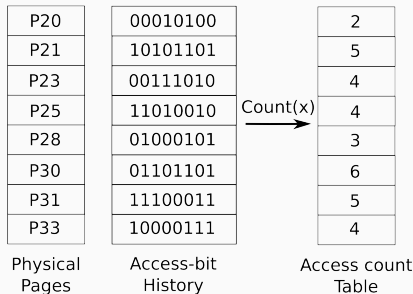 P20 00010100 2
P21 10101101 5
P23 00111010 4
P25 11010010 4
Count(x)
P28 01000101 3
P30 01101101 6
P31 11100011 5
P33 10000111 4
Physical Access-bit Access count
Pages History Table